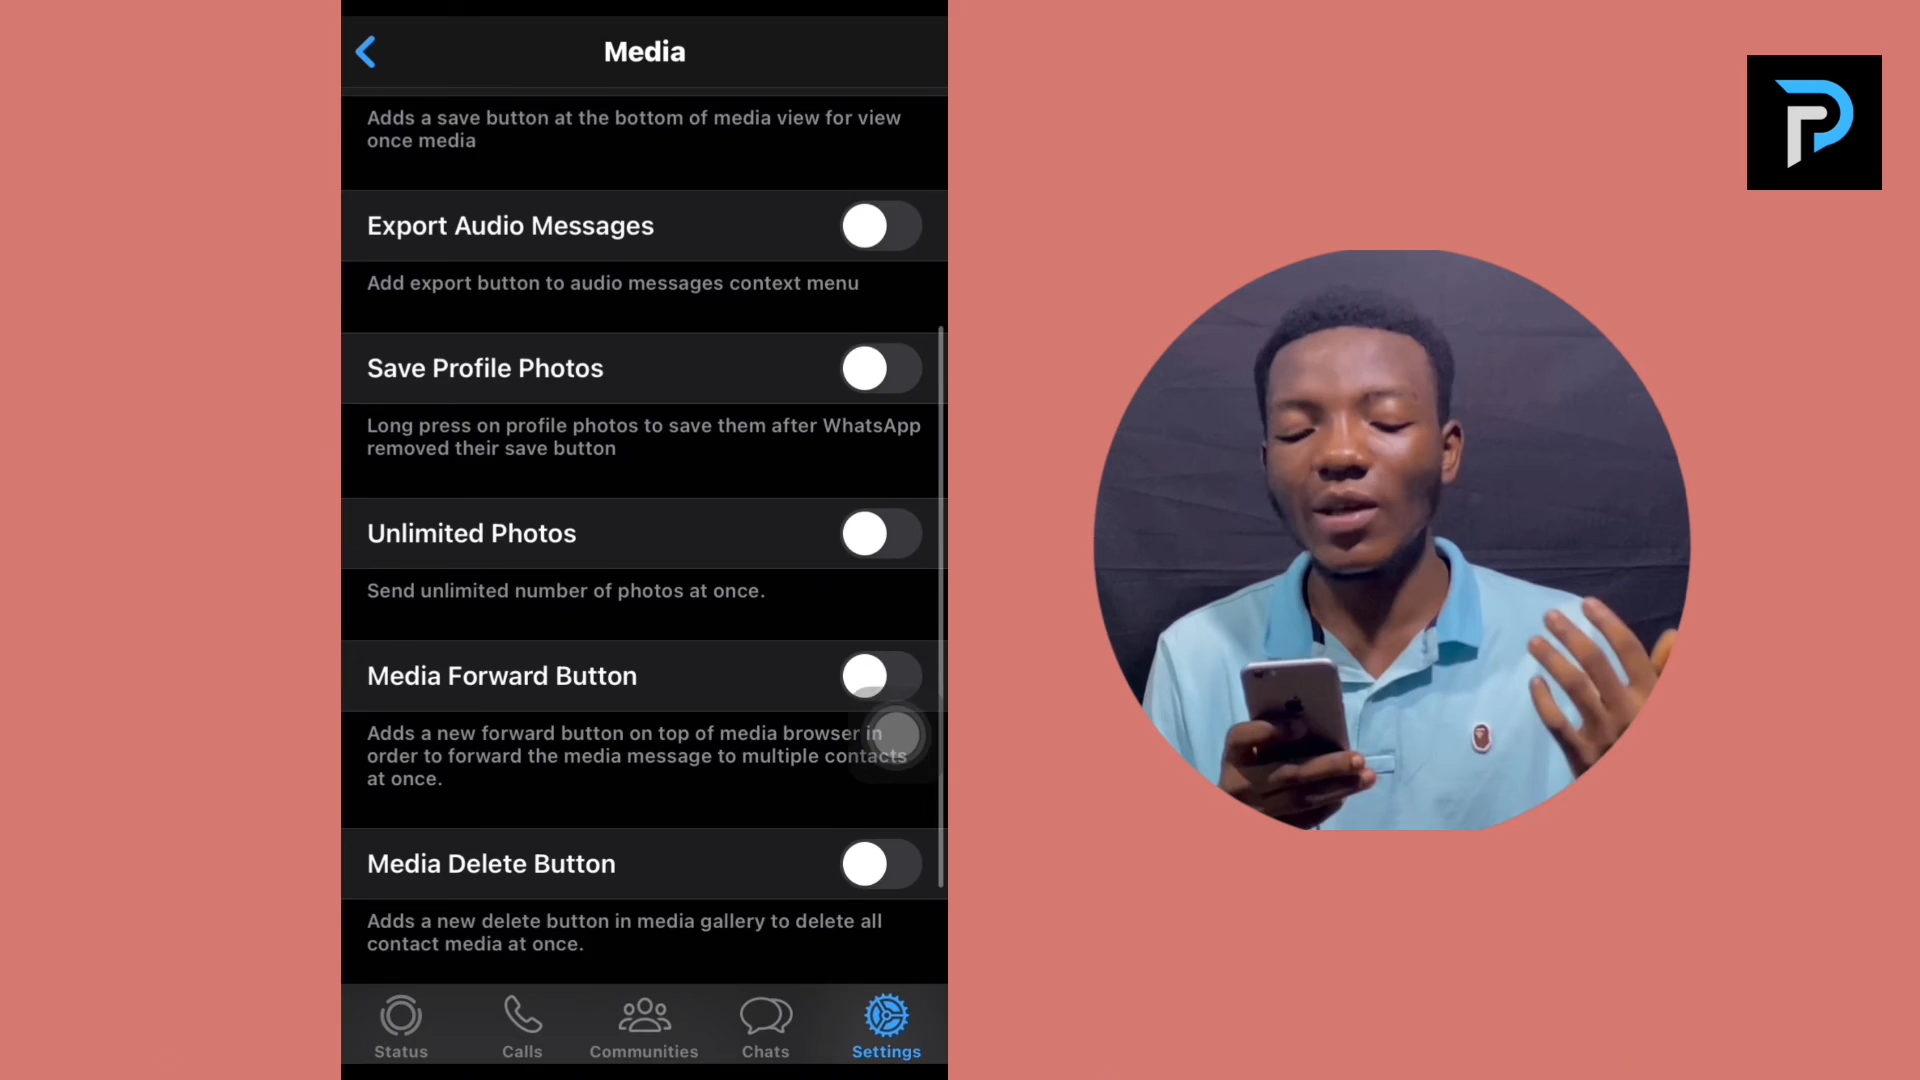 Media
Adds a save button at the bottom of media view for view
once media
Export Audio Messages
Add export button to audio messages context menu
Save Profile Photos
Long press on profile photos to save them after WhatsApp
removed their save button
Unlimited Photos
Send unlimited number of photos at once.
Media Forward Button
Adds a new forward button on top of media browser in
order to forward the media message to multiple contacts
at once.
Media Delete Button
Adds a new delete button in media gallery to delete all
contact media at once.
Status
Calls
Communities
Chats
Settings